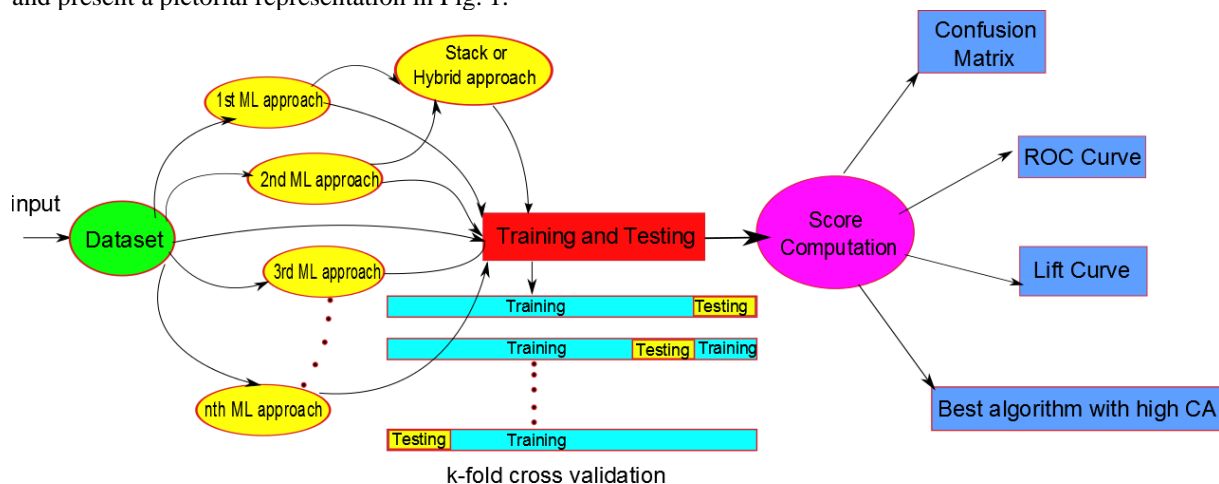 and present a pictorial representation in Fig. 1.
input
Dataset
1st ML approach
2nd ML approach
3rd ML approach
nth ML approach
Stack or
Hybrid approach
Training and Testing
Training
Testing
Training
Testing
Training
Testing
Training
k-fold cross validation
Score
Computation
Confusion
Matrix
ROC Curve
Lift Curve
Best algorithm with high CA